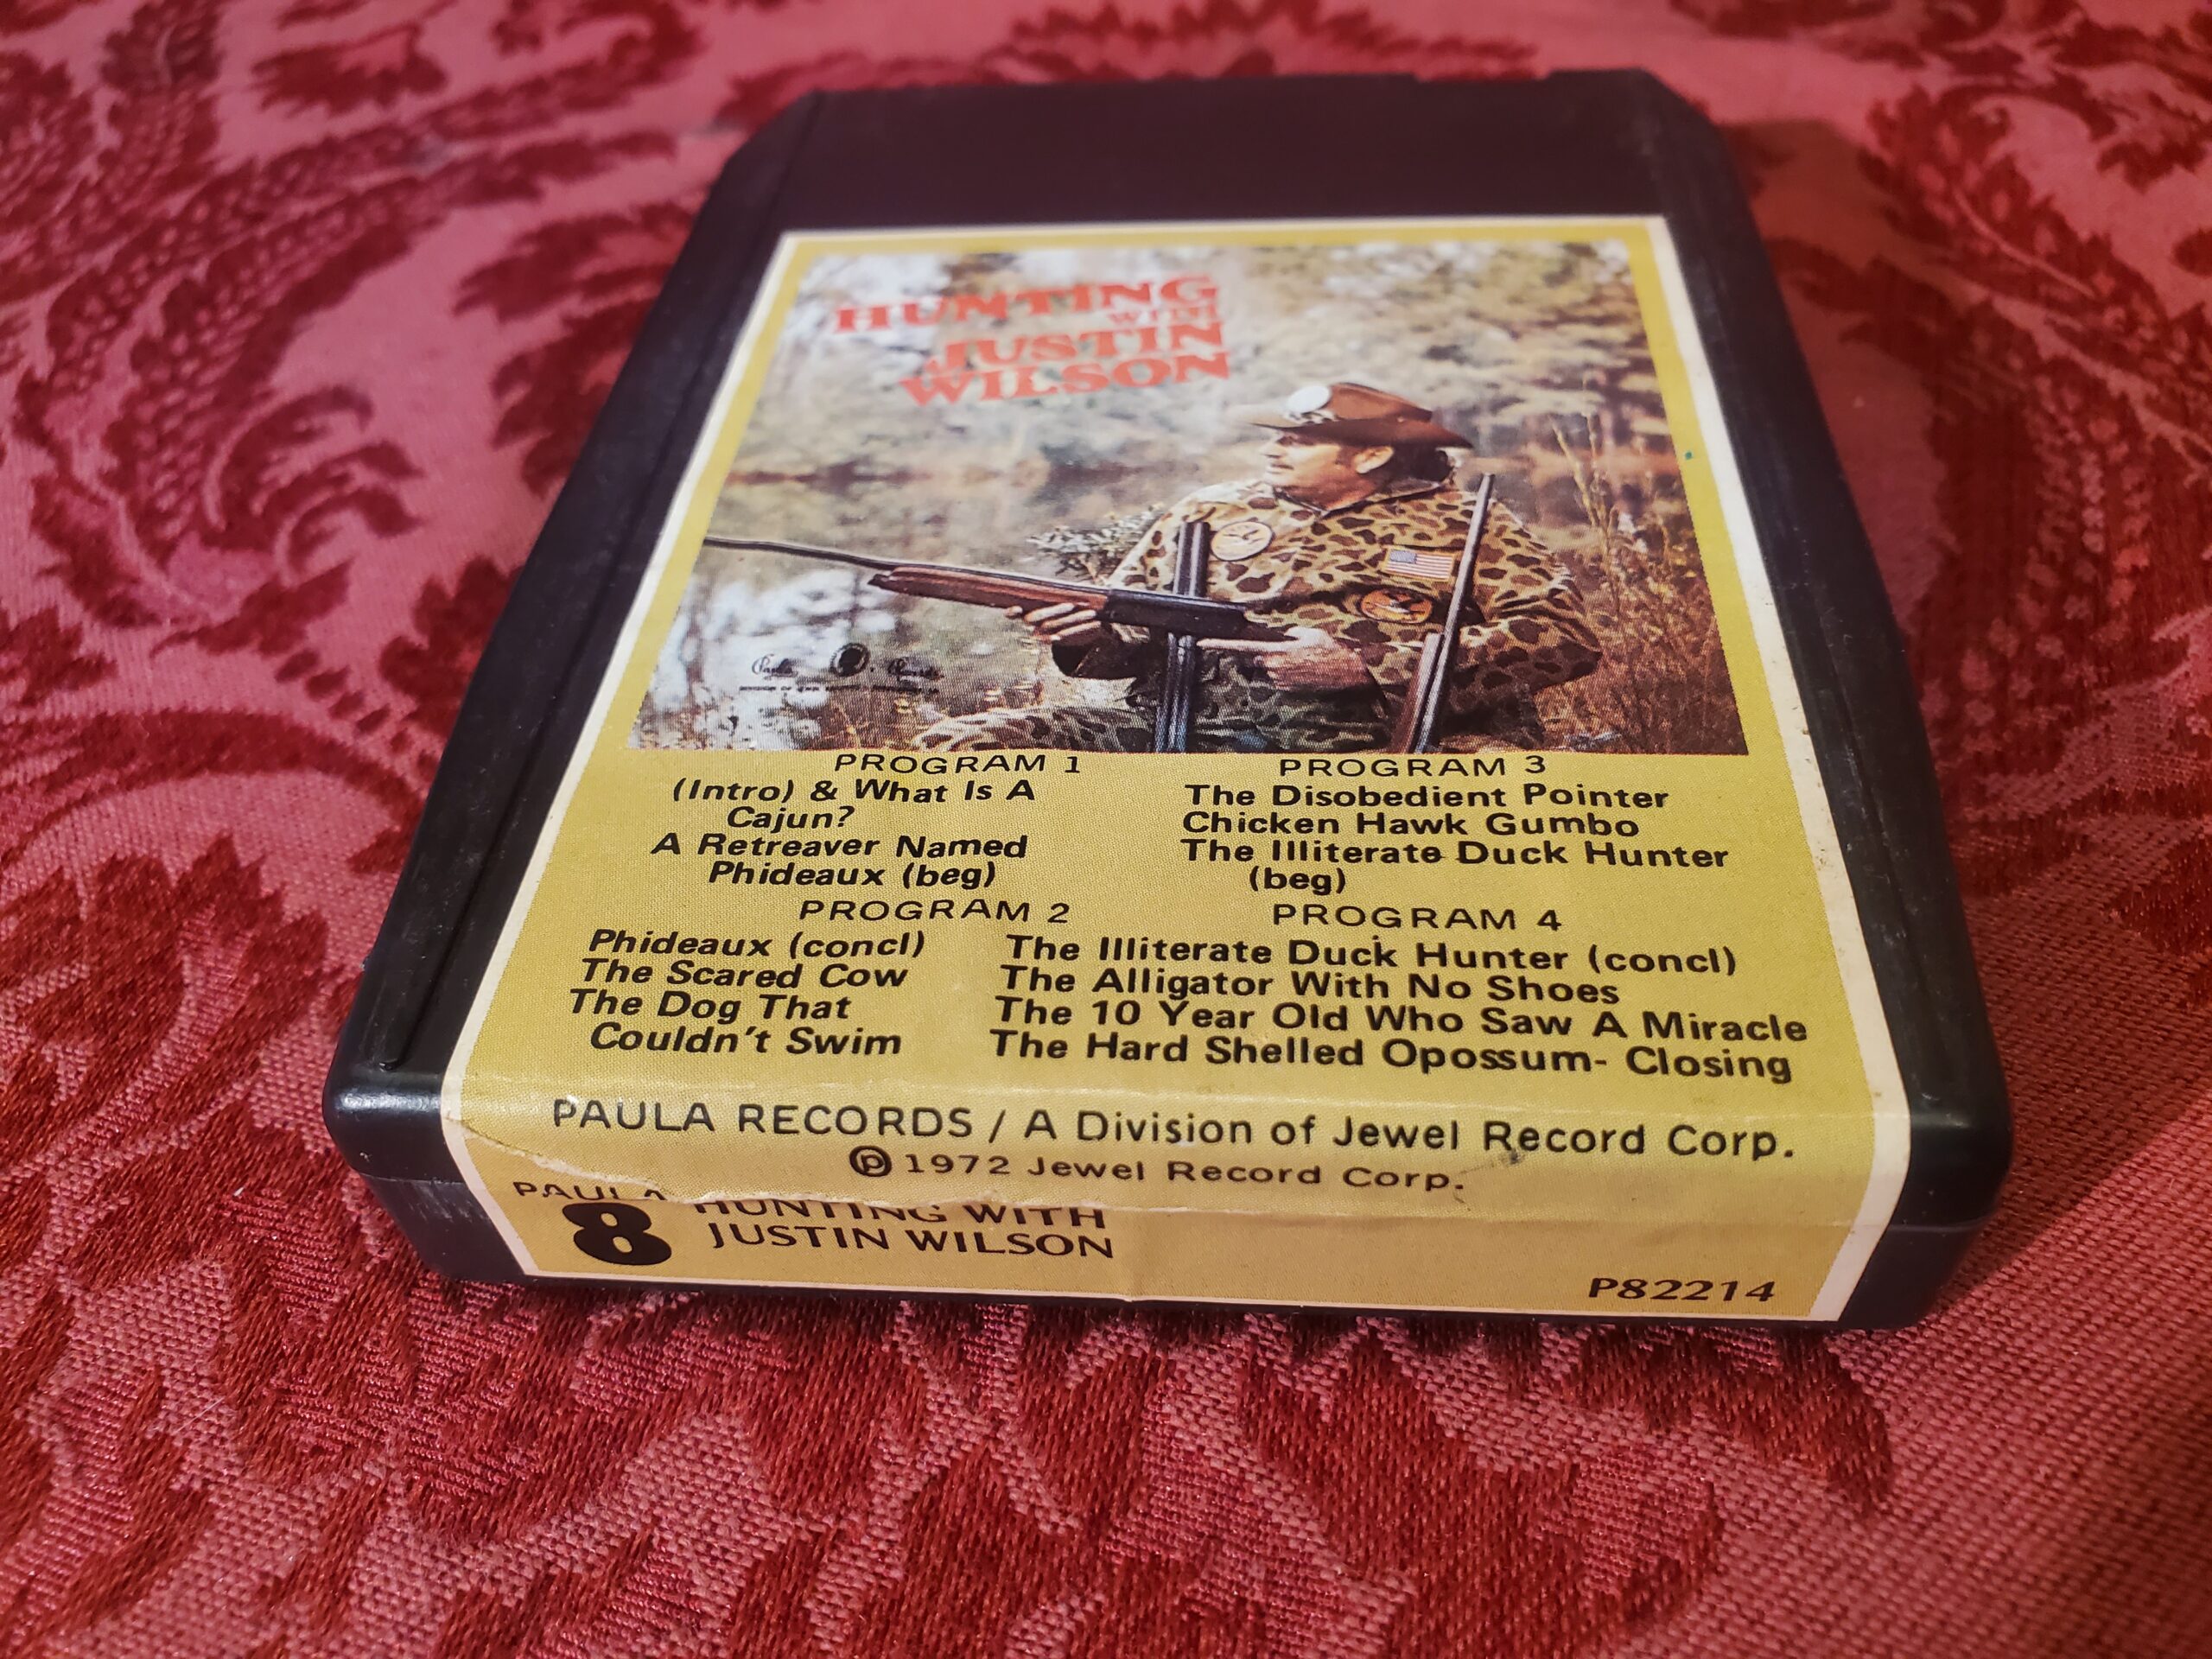 HUNTING
WITH
JUSTIN
WILSON
PROGRAM 1
(Intro) & What Is A
Cajun?
A Retreaver Named
Phideaux (beg)
PROGRAM 2
Phideaux (concl)
The Scared Cow
The Dog That
Couldn't Swim
PROGRAM 3
The Disobedient Pointer
Chicken Hawk Gumbo
The Illiterate Duck Hunter
(beg)
PROGRAM 4
The Illiterate Duck Hunter (concl)
The Alligator With No Shoes
The 10 Year Old Who Saw A Miracle
The Hard Shelled Opossum- Closing
PAULA RECORDS / A Division of Jewel Record Corp.
℗ 1972 Jewel Record Corp.
PAULA
8
HUNTING WITH
JUSTIN WILSON
P82214